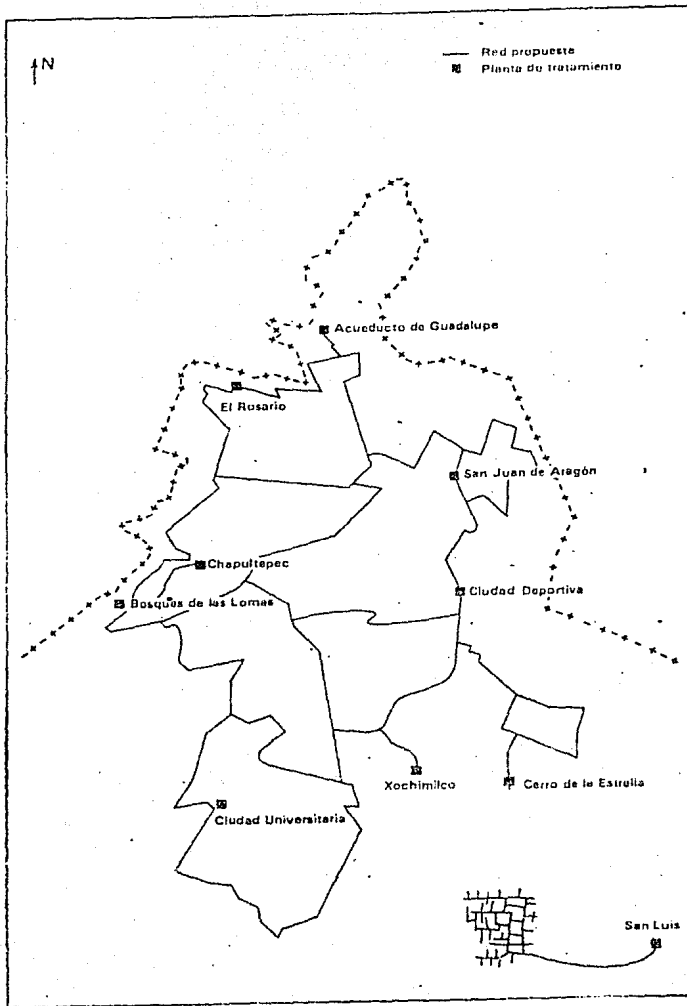 N
Red propuesta
Planta de tratamiento
Acueducto de Guadalupe
El Rosario
San Juan de Aragón
Chapultepec
Ciudad Deportiva
Bosques de las Lomas
Xochimilco
Cerro de la Estrella
Ciudad Universitaria
San Luis